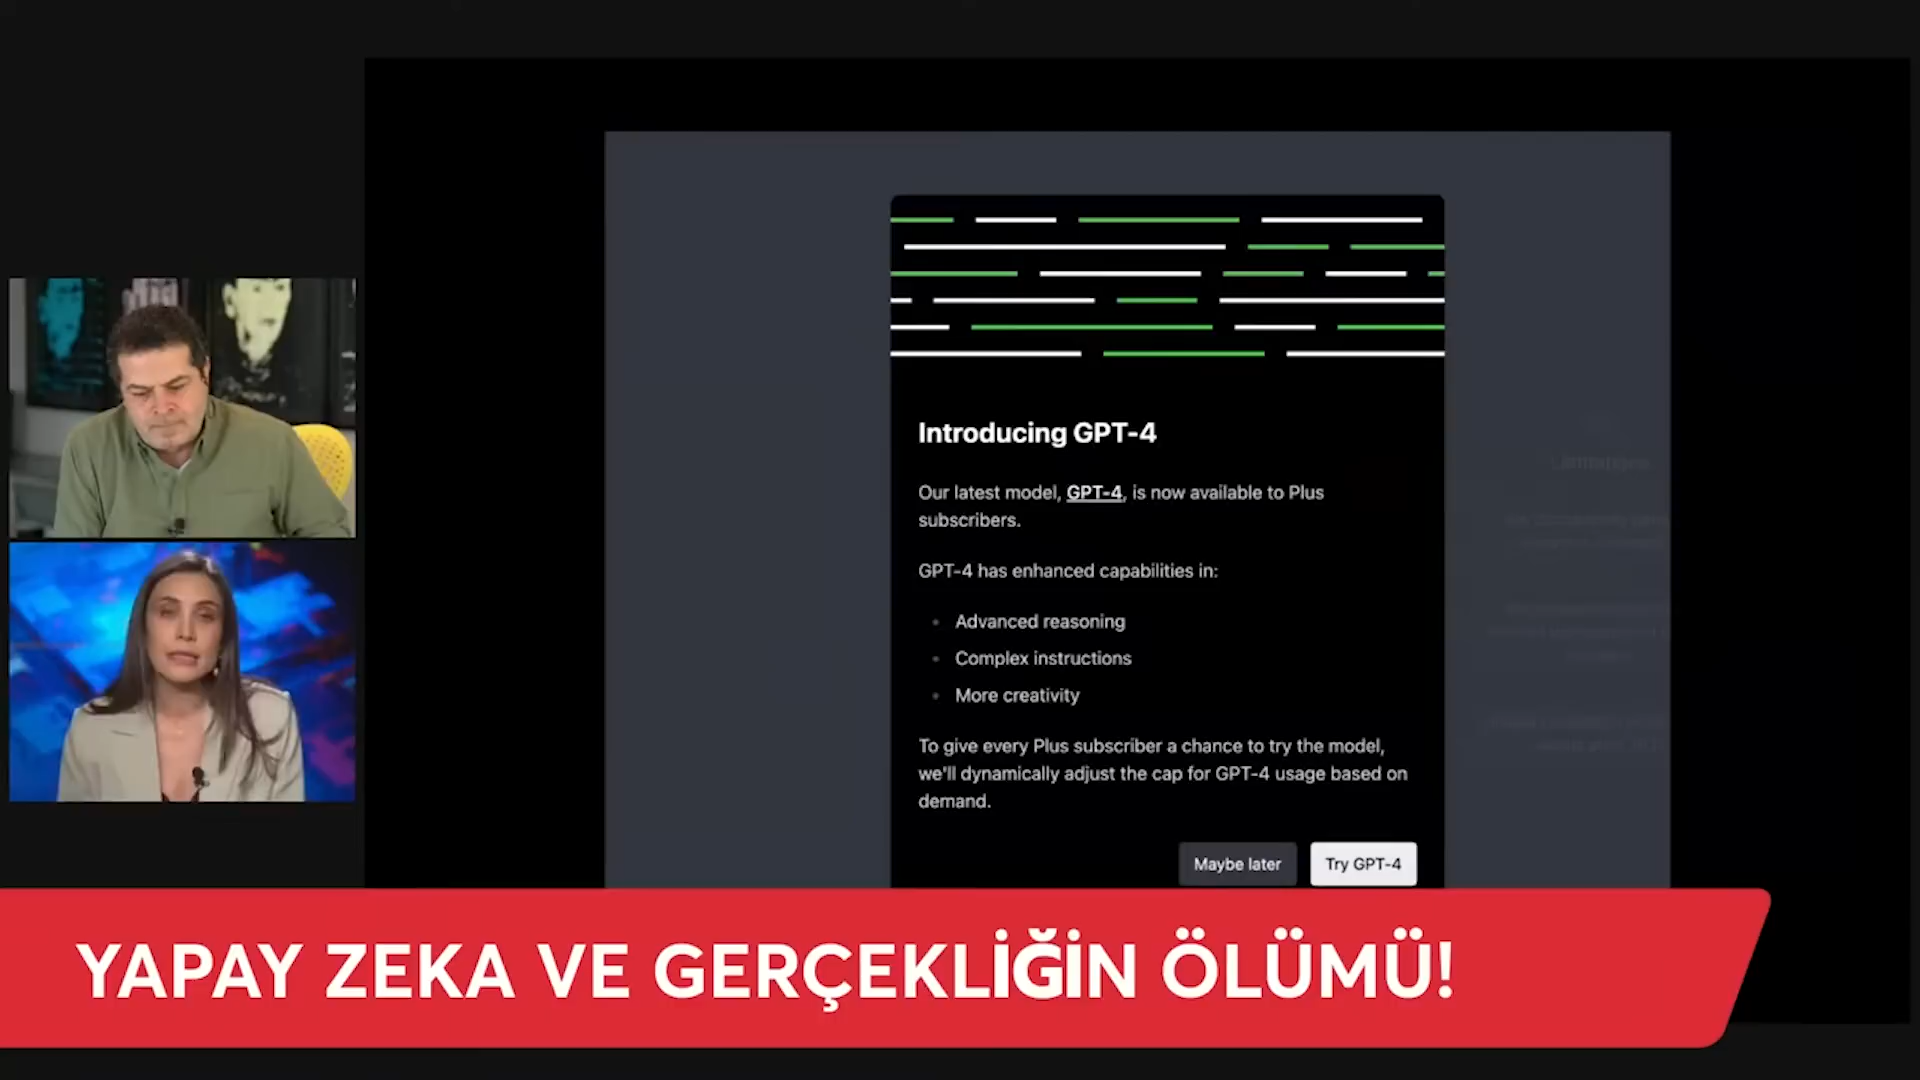 Introducing GPT-4
Our latest model, GPT-4, is now available to Plus
subscribers.
GPT-4 has enhanced capabilities in:
• Advanced reasoning
• Complex instructions
• More creativity
To give every Plus subscriber a chance to try the model,
we'll dynamically adjust the cap for GPT-4 usage based on
demand.
Maybe later
Try GPT-4
YAPAY ZEKA VE GERÇEKLİĞİN ÖLÜMÜ!